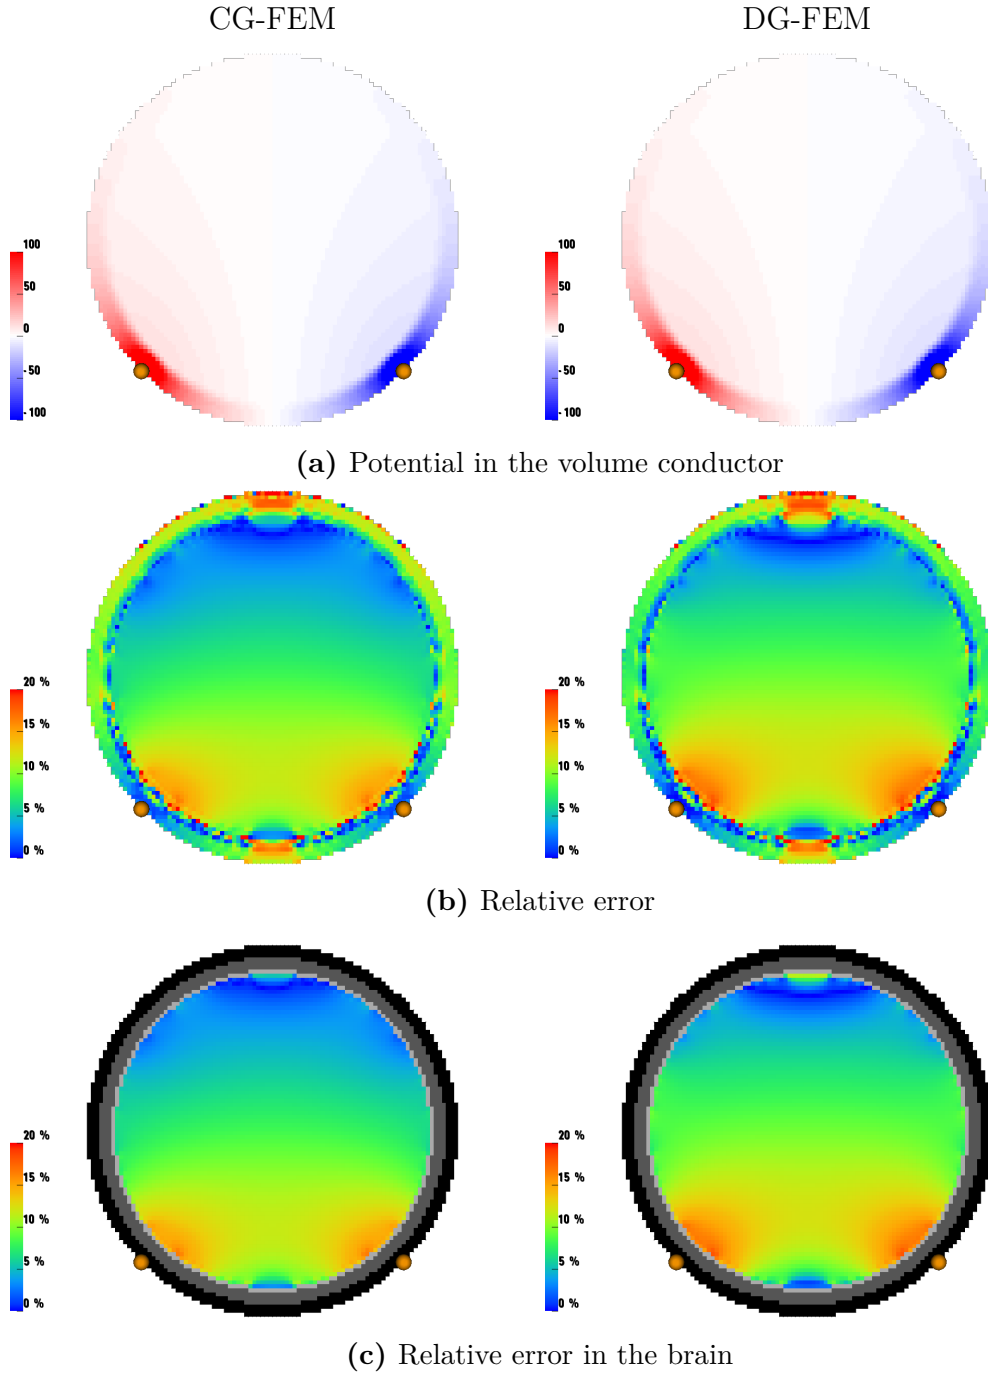 CG-FEM DG-FEM
100 100
50 50
0 0
-50 -50
-100 -100
(a) Potential in the volume conductor
20 % 20 %
15 % 15 %
10 % 10 %
5 % 5 %
0 % 0 %
(b) Relative error
20 % 20 %
15 % 15 %
10 % 10 %
5 % 5 %
0 % 0 %
(c) Relative error in the brain